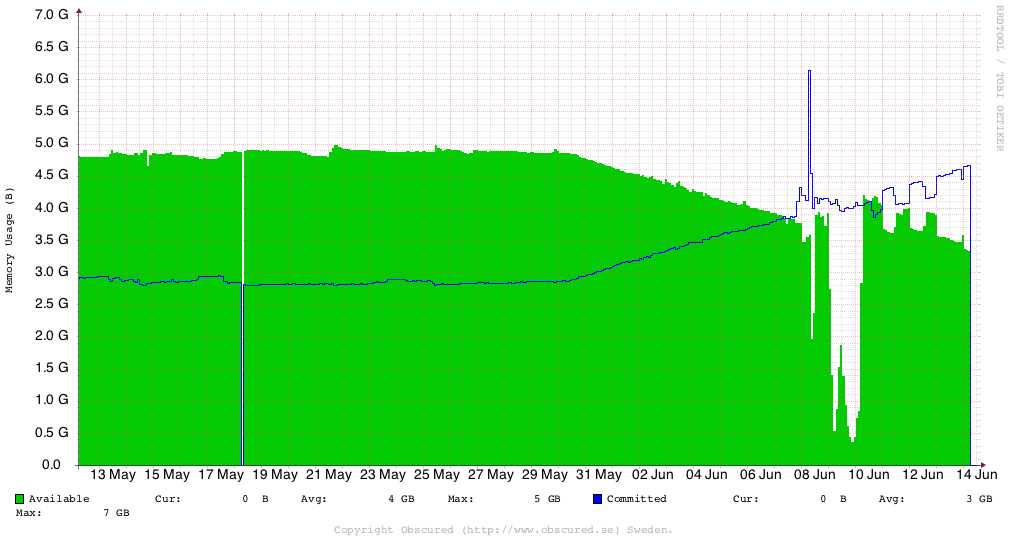 RRDTOOL / TOBI OETIKER
Memory Usage (B)
7.0 G
6.5 G
6.0 G
5.5 G
5.0 G
4.5 G
4.0 G
3.5 G
3.0 G
2.5 G
2.0 G
1.5 G
1.0 G
0.5 G
0.0
13 May 15 May 17 May 19 May 21 May 23 May 25 May 27 May 29 May 31 May 02 Jun 04 Jun 06 Jun 08 Jun 10 Jun 12 Jun 14 Jun
Available Cur: 0 B Avg: 4 GB Max: 5 GB Committed Cur: 0 B Avg: 3 GB
Max: 7 GB
Copyright Obscured (http://www.obscured.se) Sweden.